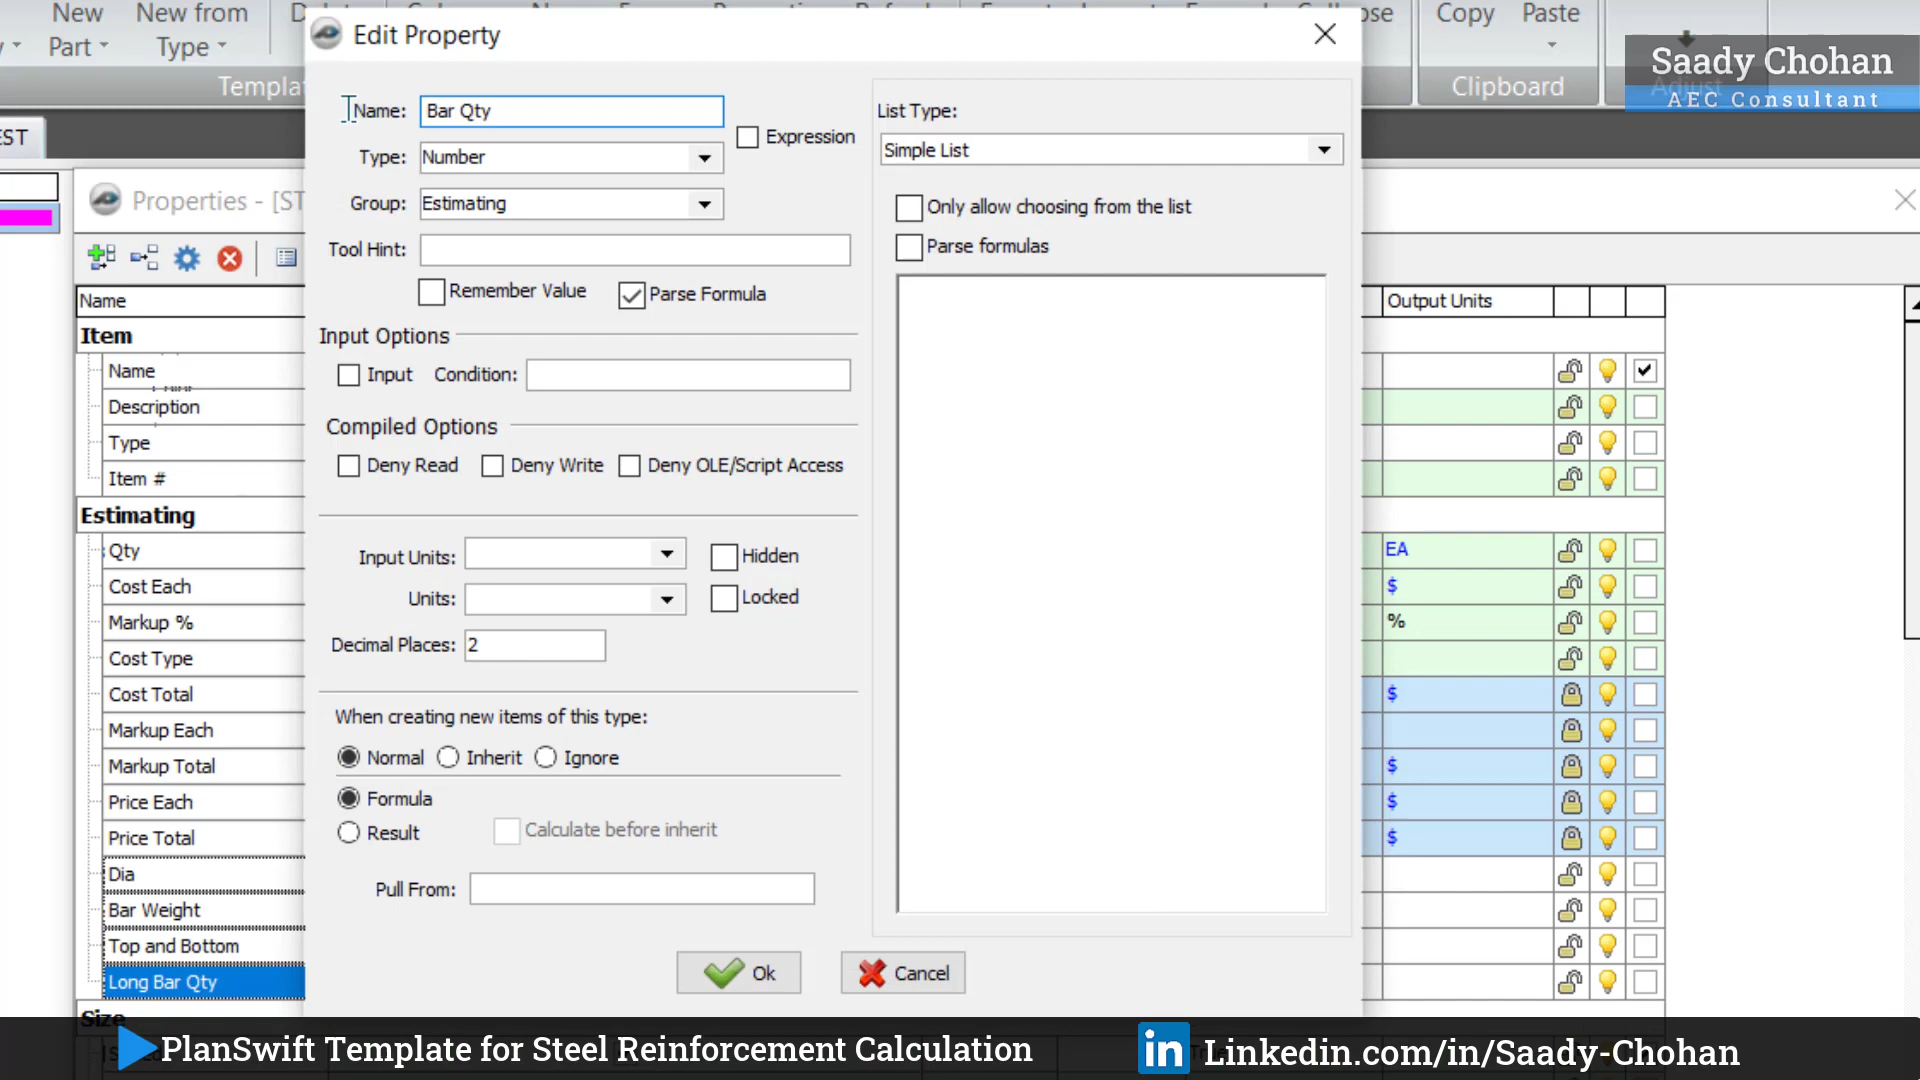 New
Part
New from
Type
Copy
Paste
Clipboard
Saady Chohan
AEC Consultant
Edit Property
Name: Bar Qty
Expression
Type: Number
Group: Estimating
Tool Hint:
Remember Value
Parse Formula
Input Options
Input Condition:
Compiled Options
Deny Read
Deny Write
Deny OLE/Script Access
Input Units:
Hidden
Units:
Locked
Decimal Places: 2
When creating new items of this type:
Normal
Inherit
Ignore
Formula
Result
Calculate before inherit
Pull From:
Ok
Cancel
List Type:
Simple List
Only allow choosing from the list
Parse formulas
Properties - [ST
Name
Item
Name
Description
Type
Item #
Estimating
Qty
Cost Each
Markup %
Cost Type
Cost Total
Markup Each
Markup Total
Price Each
Price Total
Dia
Bar Weight
Top and Bottom
Long Bar Qty
Size
Output Units
EA
$
%
$
$
$
$
PlanSwift Template for Steel Reinforcement Calculation
in Linkedin.com/in/Saady-Chohan